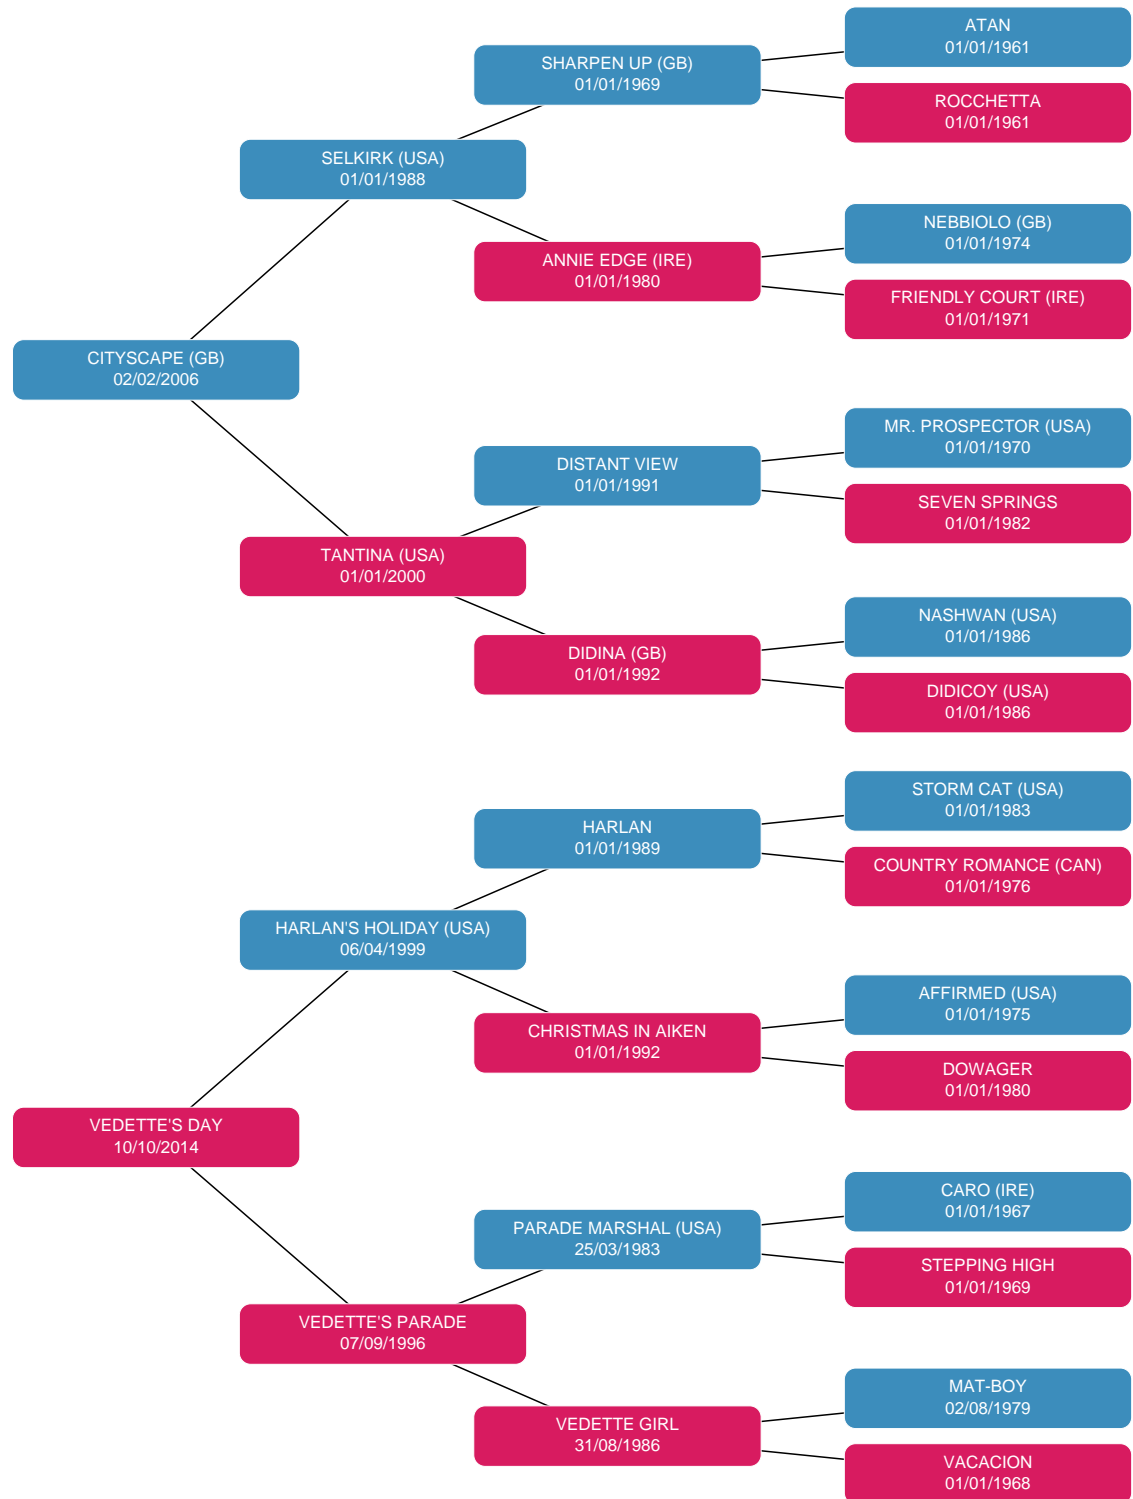 ATAN
01/01/1961
SHARPEN UP (GB)
01/01/1969
ROCCHETTA
01/01/1961
SELKIRK (USA)
01/01/1988
NEBBIOLO (GB)
01/01/1974
ANNIE EDGE (IRE)
01/01/1980
FRIENDLY COURT (IRE)
01/01/1971
CITYSCAPE (GB)
02/02/2006
MR. PROSPECTOR (USA)
01/01/1970
DISTANT VIEW
01/01/1991
SEVEN SPRINGS
01/01/1982
TANTINA (USA)
01/01/2000
NASHWAN (USA)
01/01/1986
DIDINA (GB)
01/01/1992
DIDICOY (USA)
01/01/1986
STORM CAT (USA)
01/01/1983
HARLAN
01/01/1989
COUNTRY ROMANCE (CAN)
01/01/1976
HARLAN'S HOLIDAY (USA)
06/04/1999
AFFIRMED (USA)
01/01/1975
CHRISTMAS IN AIKEN
01/01/1992
DOWAGER
01/01/1980
VEDETTE'S DAY
10/10/2014
CARO (IRE)
01/01/1967
PARADE MARSHAL (USA)
25/03/1983
STEPPING HIGH
01/01/1969
VEDETTE'S PARADE
07/09/1996
MAT-BOY
02/08/1979
VEDETTE GIRL
31/08/1986
VACACION
01/01/1968